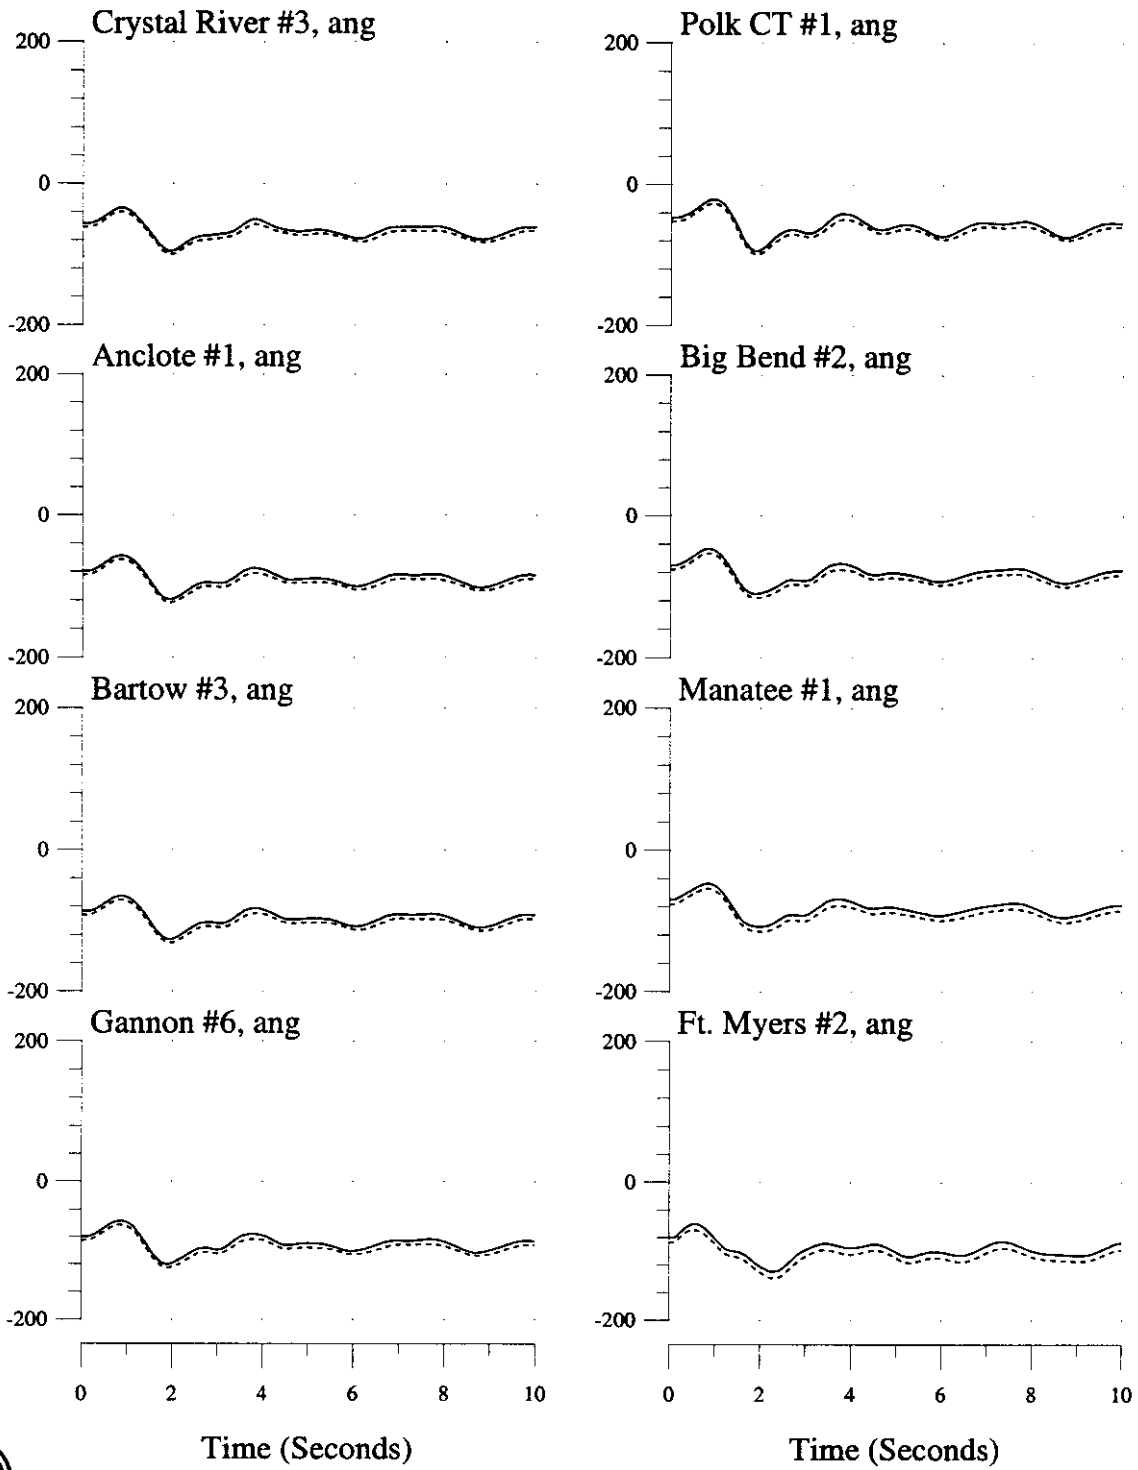 Crystal River #3, ang
200
0
-200
Anclote #1, ang
200
0
-200
Bartow #3, ang
200
0
-200
Gannon #6, ang
200
0
-200
0 2 4 6 8 10
Time (Seconds)
Polk CT #1, ang
200
0
-200
Big Bend #2, ang
200
0
-200
Manatee #1, ang
200
0
-200
Ft. Myers #2, ang
200
0
-200
0 2 4 6 8 10
Time (Seconds)